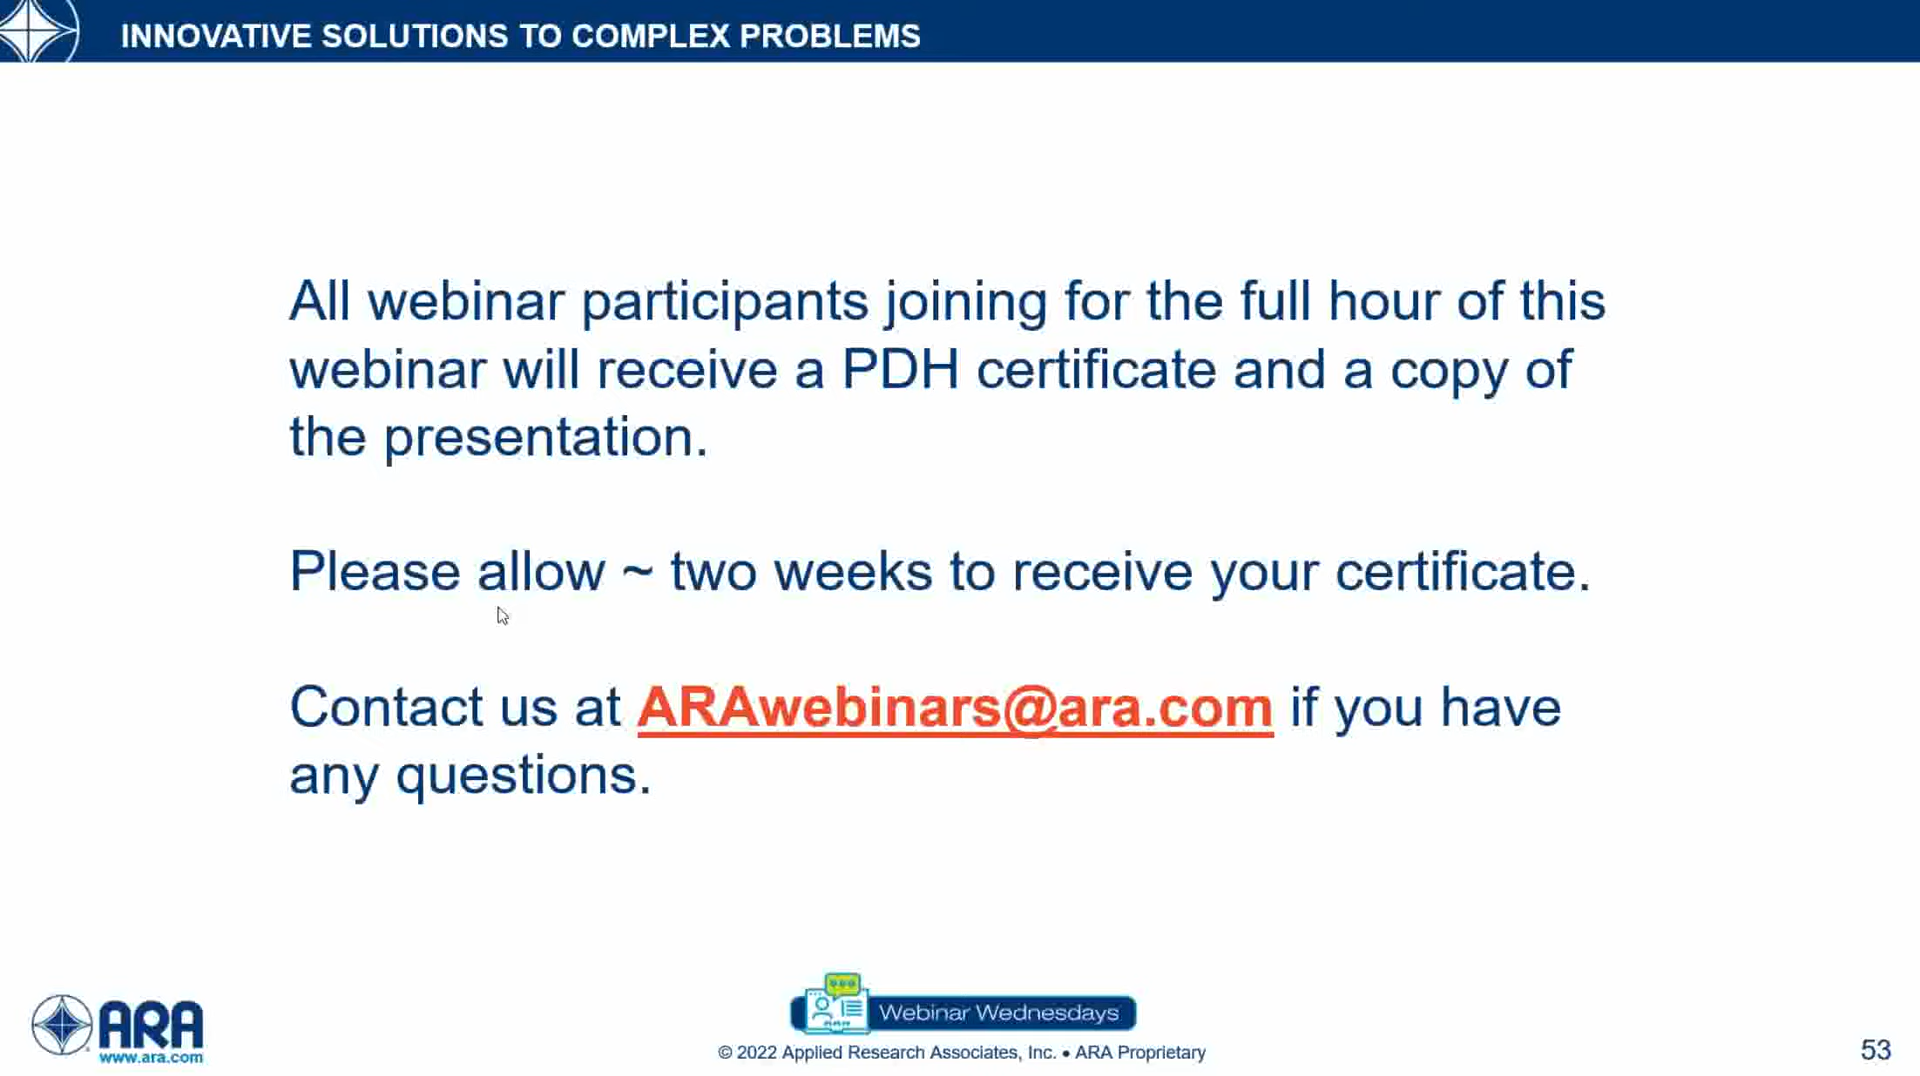 INNOVATIVE SOLUTIONS TO COMPLEX PROBLEMS
All webinar participants joining for the full hour of this
webinar will receive a PDH certificate and a copy of
the presentation.
Please allow ~ two weeks to receive your certificate.
Contact us at ARAwebinars@ara.com if you have
any questions.
ARA
www.ara.com
Webinar Wednesdays
© 2022 Applied Research Associates, Inc. • ARA Proprietary
53